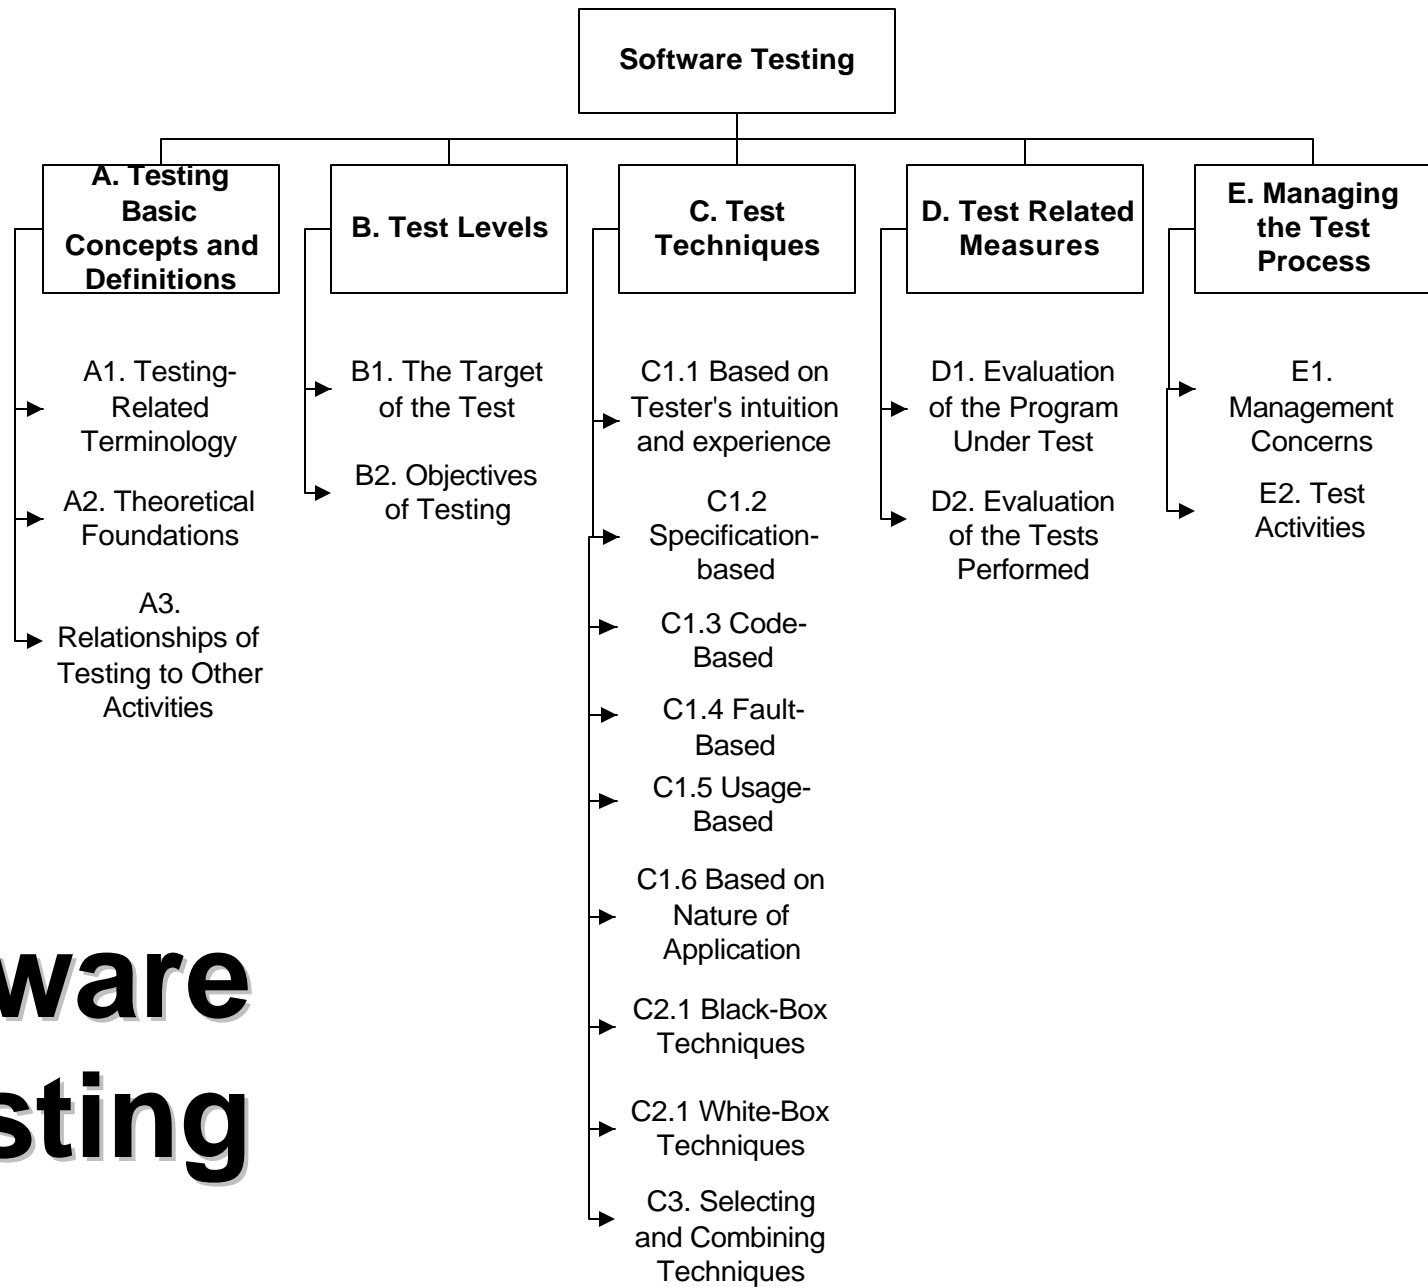 Software Testing
A. Testing
Basic
Concepts and
Definitions
B. Test Levels
C. Test
Techniques
D. Test Related
Measures
E. Managing
the Test
Process
A1. Testing-
Related
Terminology
A2. Theoretical
Foundations
A3.
Relationships of
Testing to Other
Activities
B1. The Target
of the Test
B2. Objectives
of Testing
C1.1 Based on
Tester's intuition
and experience
C1.2
Specification-
based
C1.3 Code-
Based
C1.4 Fault-
Based
C1.5 Usage-
Based
C1.6 Based on
Nature of
Application
C2.1 Black-Box
Techniques
C2.1 White-Box
Techniques
C3. Selecting
and Combining
Techniques
D1. Evaluation
of the Program
Under Test
D2. Evaluation
of the Tests
Performed
E1.
Management
Concerns
E2. Test
Activities
ware
sting